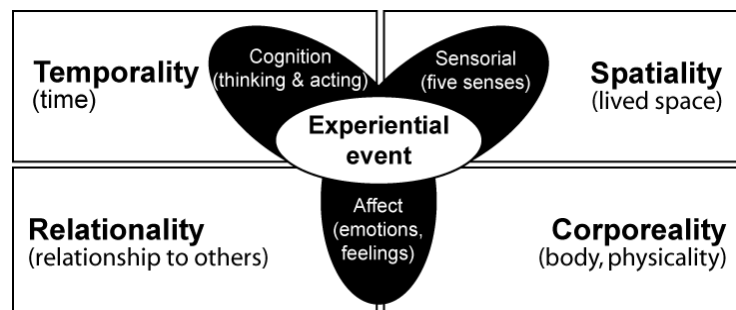 Temporality
(time)
Cognition
(thinking & acting)
Sensorial
(five senses)
Spatiality
(lived space)
Experiential
event
Relationality
(relationship to others)
Affect
(emotions,
feelings)
Corporeality
(body, physicality)